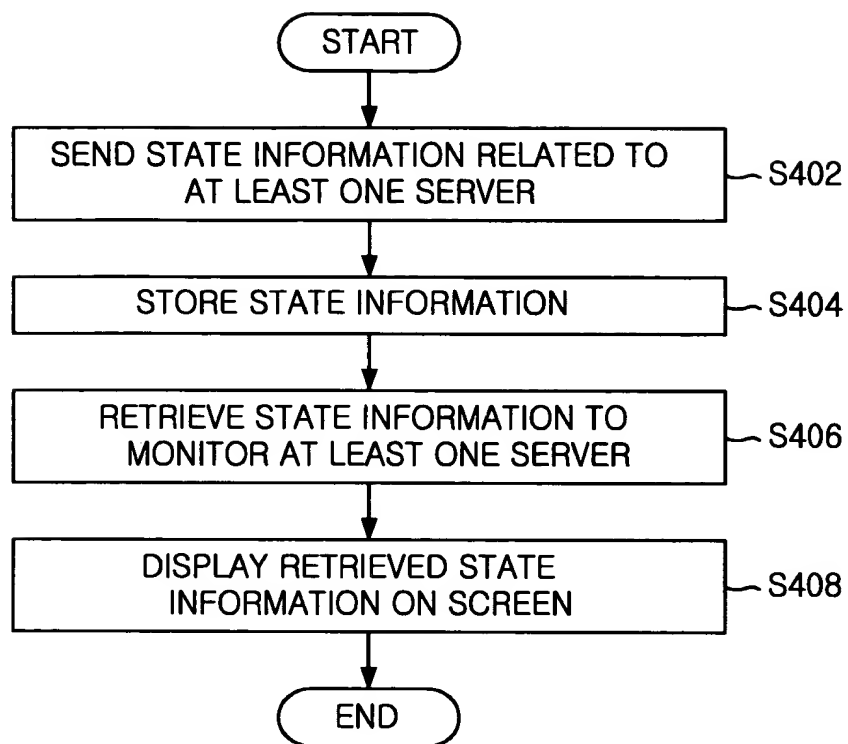 START
SEND STATE INFORMATION RELATED TO
AT LEAST ONE SERVER
S402
STORE STATE INFORMATION
S404
RETRIEVE STATE INFORMATION TO
MONITOR AT LEAST ONE SERVER
S406
DISPLAY RETRIEVED STATE
INFORMATION ON SCREEN
S408
END